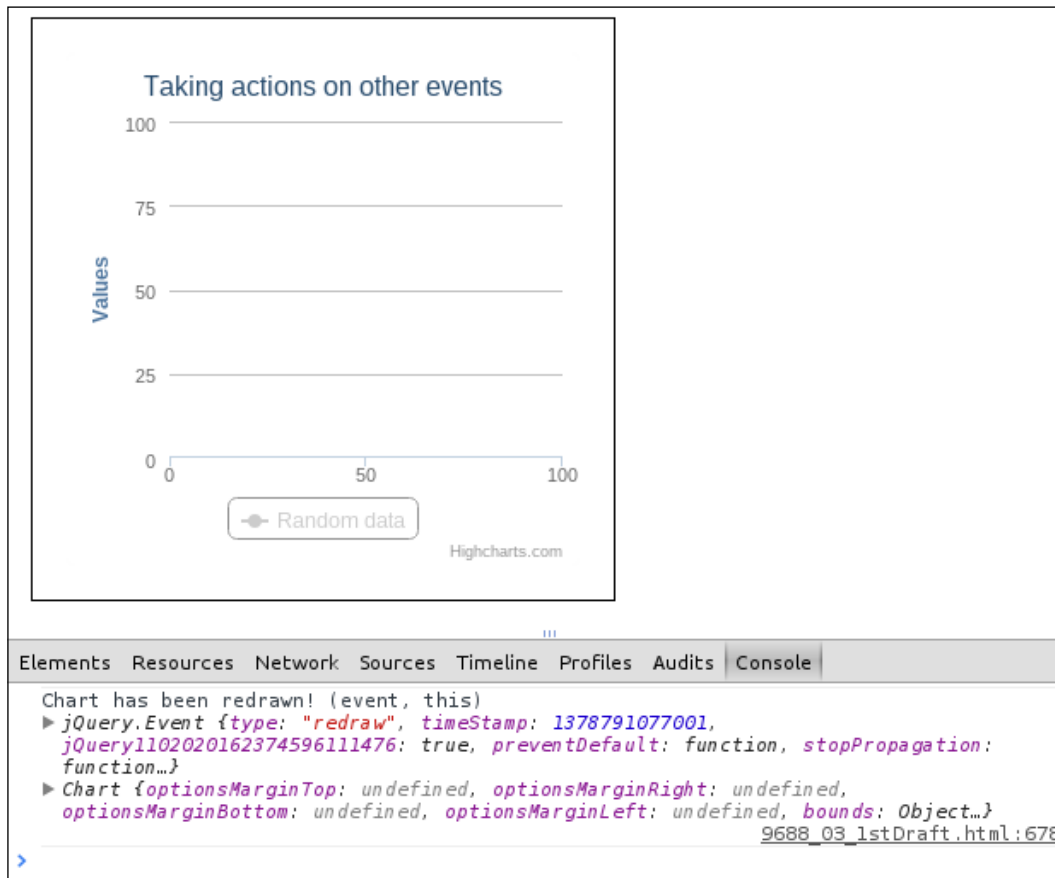 Taking actions on other events
100
75
50
25
0
Values
0 50 100
Random data
Highcharts.com
Elements Resources Network Sources Timeline Profiles Audits Console
Chart has been redrawn! (event, this)
▶ jQuery.Event {type: "redraw", timeStamp: 1378791077001,
jQuery1102020162374596111476: true, preventDefault: function, stopPropagation:
function…}
▶ Chart {optionsMarginTop: undefined, optionsMarginRight: undefined,
optionsMarginBottom: undefined, optionsMarginLeft: undefined, bounds: Object…}
9688_03_1stDraft.html:678
>